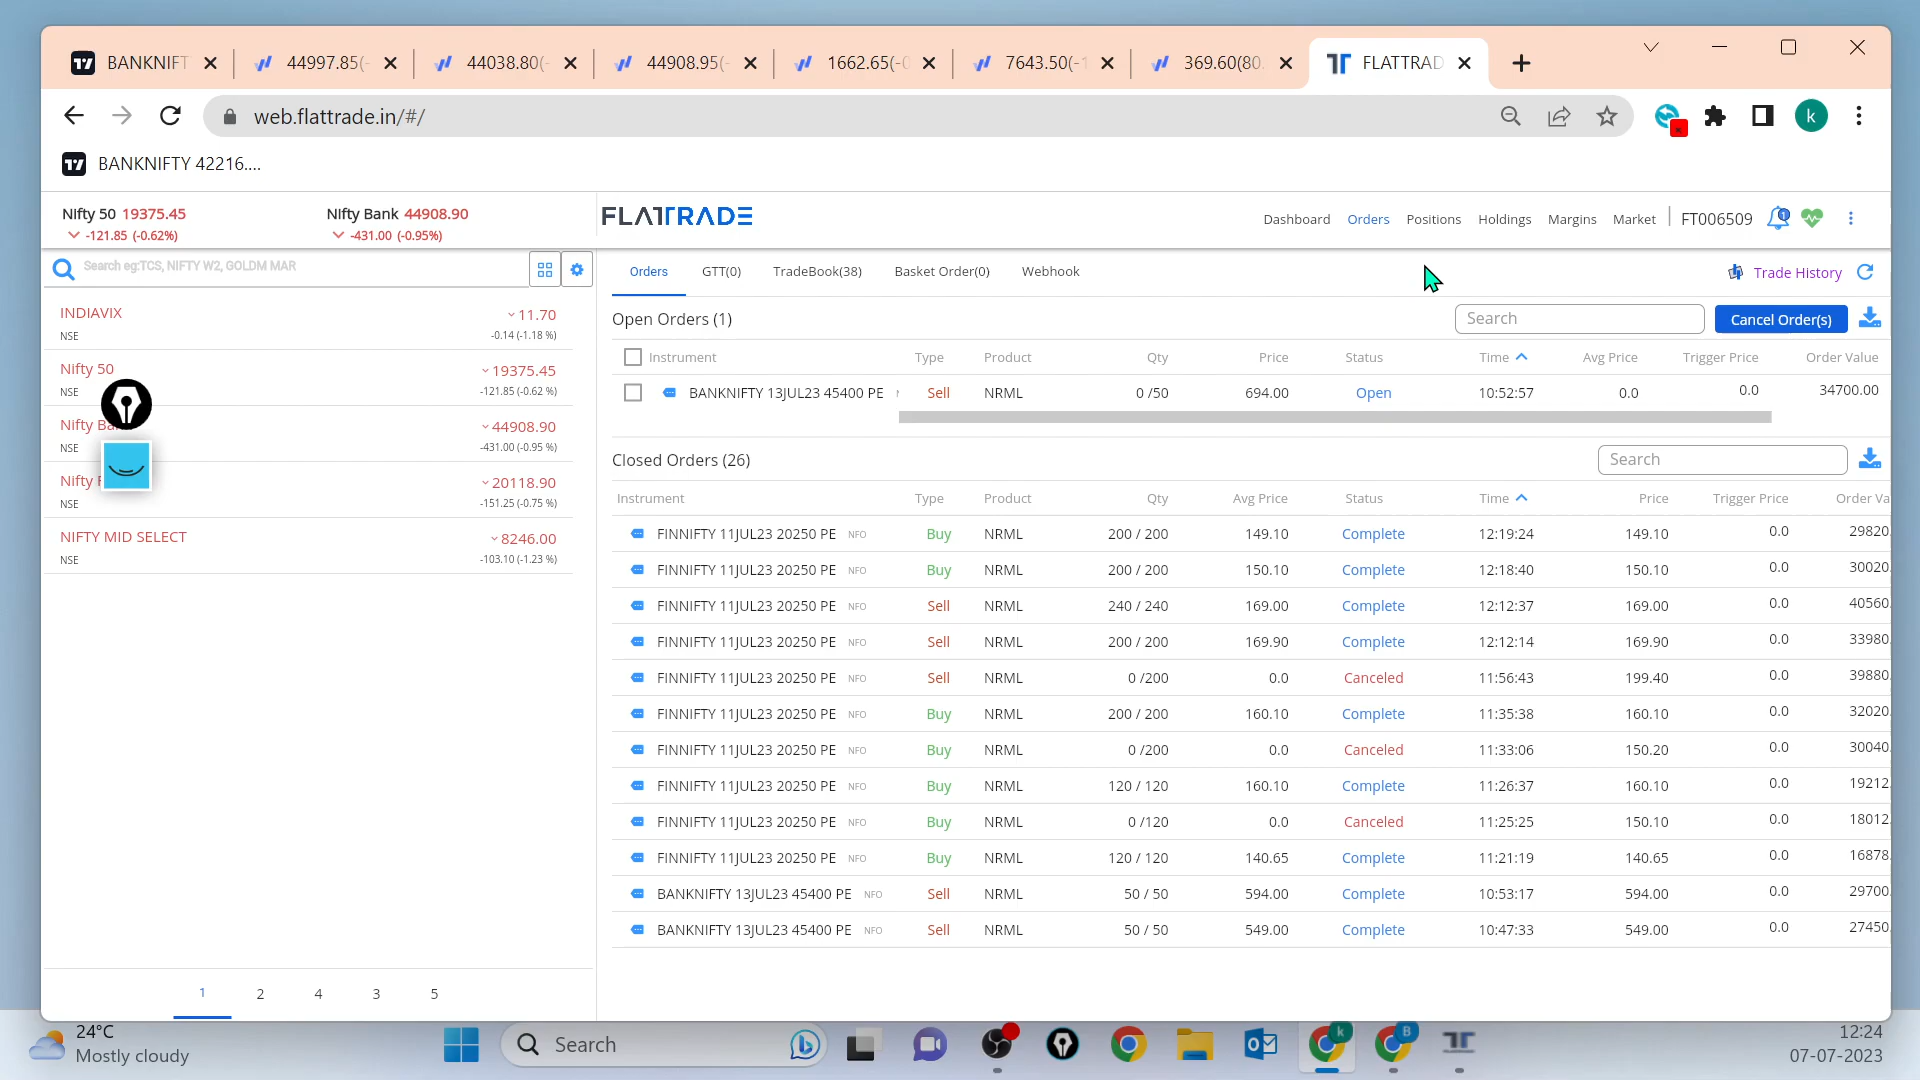 BANKNIFT
44997.85(-
44038.80(-
44908.95(-
1662.65(-0
7643.50(-1
369.60(80.
FLATTRAD
web.flattrade.in/#/
k
BANKNIFTY 42216....
Nifty 50 19375.45
-121.85 (-0.62%)
Nifty Bank 44908.90
-431.00 (-0.95%)
FLATTRADE
Dashboard Orders Positions Holdings Margins Market FT006509 1
Search eg:TCS, NIFTY W2, GOLDM MAR
INDIAVIX 11.70
NSE -0.14 (-1.18 %)
Nifty 50 19375.45
NSE -121.85 (-0.62 %)
Nifty Ba 44908.90
NSE -431.00 (-0.95 %)
Nifty 20118.90
NSE -151.25 (-0.75 %)
NIFTY MID SELECT 8246.00
NSE -103.10 (-1.23 %)
1 2 4 3 5
Orders GTT(0) TradeBook(38) Basket Order(0) Webhook Trade History
Open Orders (1) Search Cancel Order(s)
Instrument Type Product Qty Price Status Time Avg Price Trigger Price Order Value
BANKNIFTY 13JUL23 45400 PE Sell NRML 0 /50 694.00 Open 10:52:57 0.0 0.0 34700.00
Closed Orders (26) Search
Instrument Type Product Qty Avg Price Status Time Price Trigger Price Order Va
FINNIFTY 11JUL23 20250 PE NFO Buy NRML 200 / 200 149.10 Complete 12:19:24 149.10 0.0 29820.
FINNIFTY 11JUL23 20250 PE NFO Buy NRML 200 / 200 150.10 Complete 12:18:40 150.10 0.0 30020.
FINNIFTY 11JUL23 20250 PE NFO Sell NRML 240 / 240 169.00 Complete 12:12:37 169.00 0.0 40560.
FINNIFTY 11JUL23 20250 PE NFO Sell NRML 200 / 200 169.90 Complete 12:12:14 169.90 0.0 33980.
FINNIFTY 11JUL23 20250 PE NFO Sell NRML 0 /200 0.0 Canceled 11:56:43 199.40 0.0 39880.
FINNIFTY 11JUL23 20250 PE NFO Buy NRML 200 / 200 160.10 Complete 11:35:38 160.10 0.0 32020.
FINNIFTY 11JUL23 20250 PE NFO Buy NRML 0 /200 0.0 Canceled 11:33:06 150.20 0.0 30040.
FINNIFTY 11JUL23 20250 PE NFO Buy NRML 120 / 120 160.10 Complete 11:26:37 160.10 0.0 19212.
FINNIFTY 11JUL23 20250 PE NFO Buy NRML 0 /120 0.0 Canceled 11:25:25 150.10 0.0 18012.
FINNIFTY 11JUL23 20250 PE NFO Buy NRML 120 / 120 140.65 Complete 11:21:19 140.65 0.0 16878.
BANKNIFTY 13JUL23 45400 PE NFO Sell NRML 50 / 50 594.00 Complete 10:53:17 594.00 0.0 29700.
BANKNIFTY 13JUL23 45400 PE NFO Sell NRML 50 / 50 549.00 Complete 10:47:33 549.00 0.0 27450.
24°C
Mostly cloudy
Search
k
B
12:24
07-07-2023